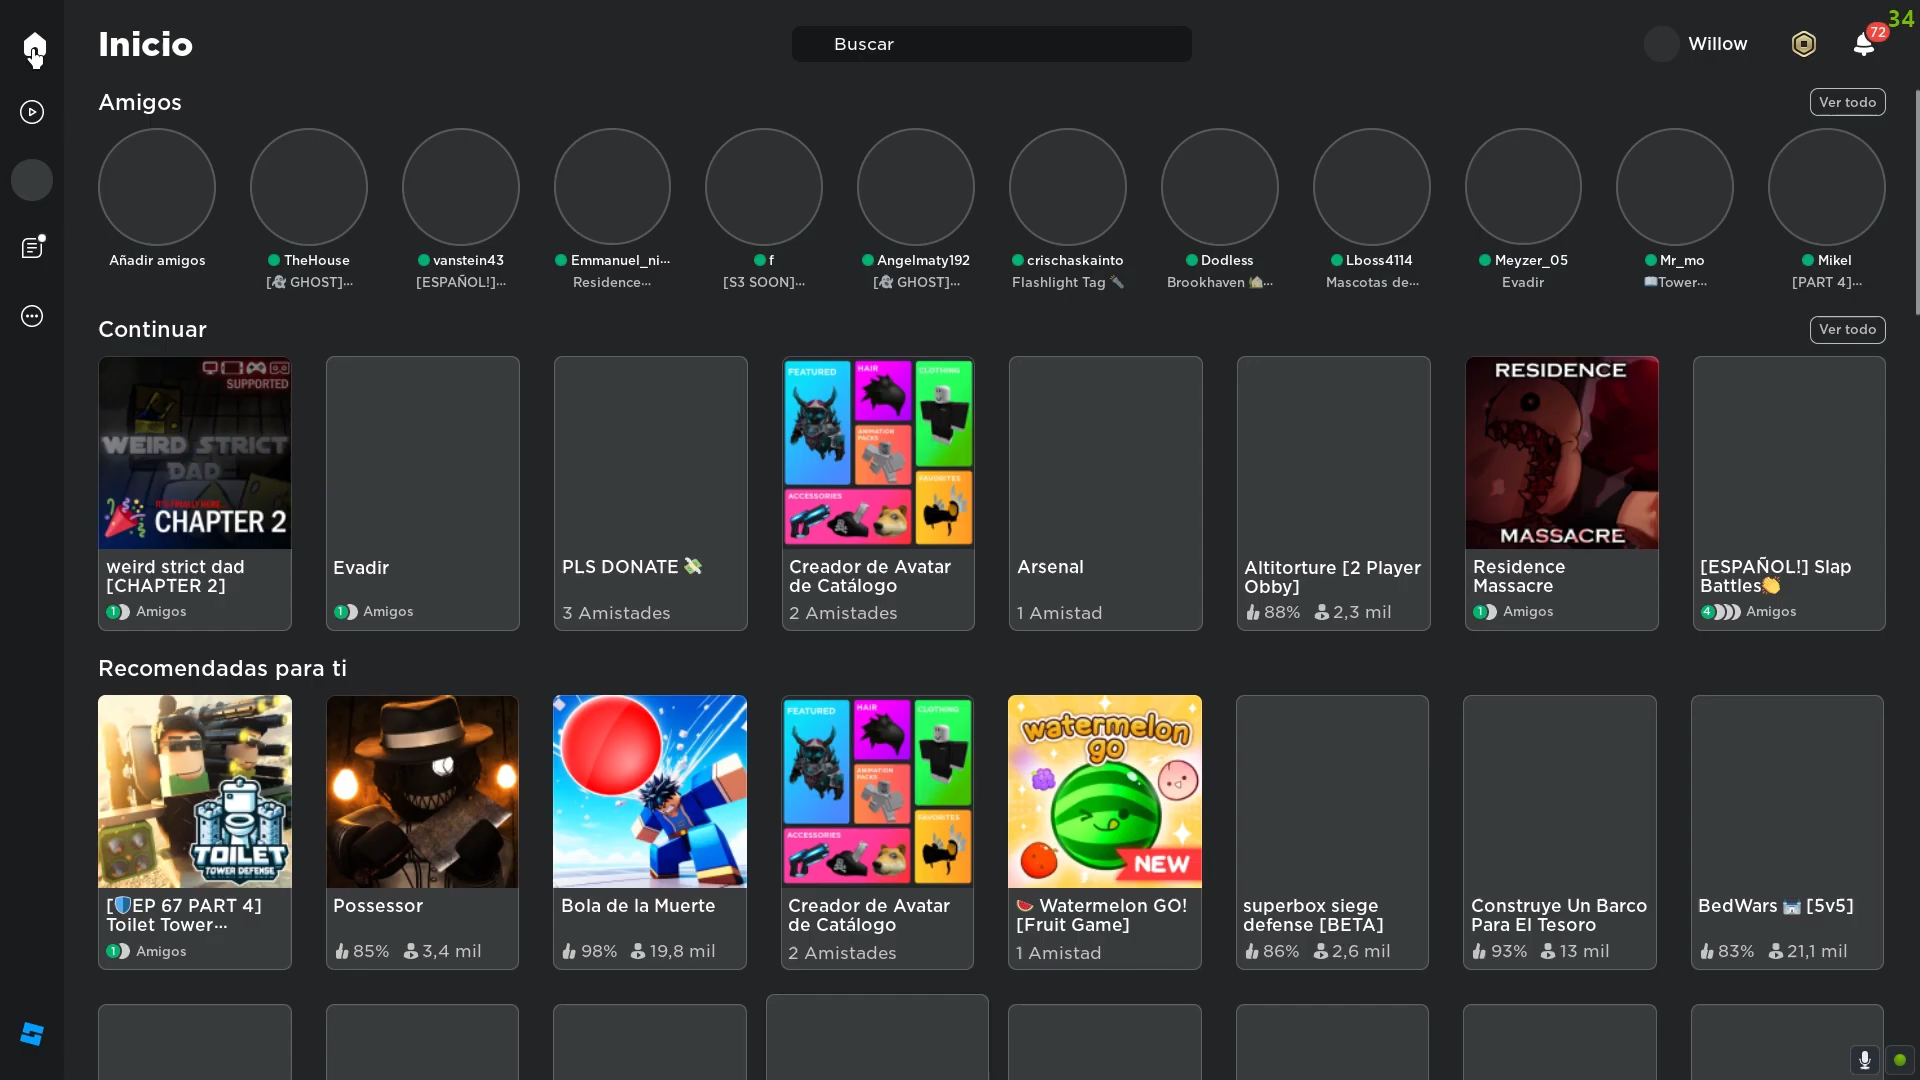 34
Inicio
Buscar
Willow
72
Amigos
Ver todo
Añadir amigos
TheHouse
[👻 GHOST]...
vanstein43
[ESPAÑOL!]...
Emmanuel_ni...
Residence...
f
[S3 SOON]...
Angelmaty192
[👻 GHOST]...
crischaskainto
Flashlight Tag 🔦
Dodless
Brookhaven 🏡...
Lboss4114
Mascotas de...
Meyzer_05
Evadir
Mr_mo
📖Tower...
Mikel
[PART 4]...
Continuar
Ver todo
SUPPORTED
WEIRD STRICT
DAD
IT'S FINALLY HERE.
CHAPTER 2
weird strict dad
[CHAPTER 2]
1 Amigos
Evadir
1 Amigos
PLS DONATE 💸
3 Amistades
FEATURED
HAIR
CLOTHING
ANIMATION
PACKS
FAVORITES
ACCESSORIES
Creador de Avatar
de Catálogo
2 Amistades
Arsenal
1 Amistad
Altitorture [2 Player
Obby]
88% 2,3 mil
RESIDENCE
MASSACRE
Residence
Massacre
1 Amigos
[ESPAÑOL!] Slap
Battles👏
4 Amigos
Recomendadas para ti
TOILET
TOWER DEFENSE
[🛡️EP 67 PART 4]
Toilet Tower...
1 Amigos
Possessor
85% 3,4 mil
Bola de la Muerte
98% 19,8 mil
FEATURED
HAIR
CLOTHING
ANIMATION
PACKS
FAVORITES
ACCESSORIES
Creador de Avatar
de Catálogo
2 Amistades
watermelon
go
NEW
🍉 Watermelon GO!
[Fruit Game]
1 Amistad
superbox siege
defense [BETA]
86% 2,6 mil
Construye Un Barco
Para El Tesoro
93% 13 mil
BedWars 🏰 [5v5]
83% 21,1 mil